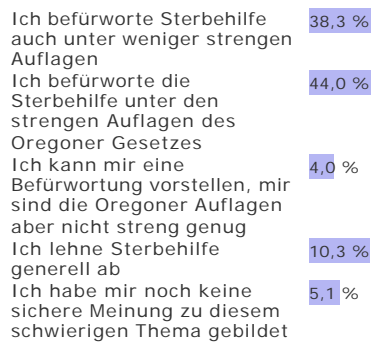 Ich befürworte Sterbehilfe 38,3 %
auch unter weniger strengen
Auflagen
Ich befürworte die 44,0 %
Sterbehilfe unter den
strengen Auflagen des
Oregoner Gesetzes
Ich kann mir eine 4,0 %
Befürwortung vorstellen, mir
sind die Oregoner Auflagen
aber nicht streng genug
Ich lehne Sterbehilfe 10,3 %
generell ab
Ich habe mir noch keine 5,1 %
sichere Meinung zu diesem
schwierigen Thema gebildet